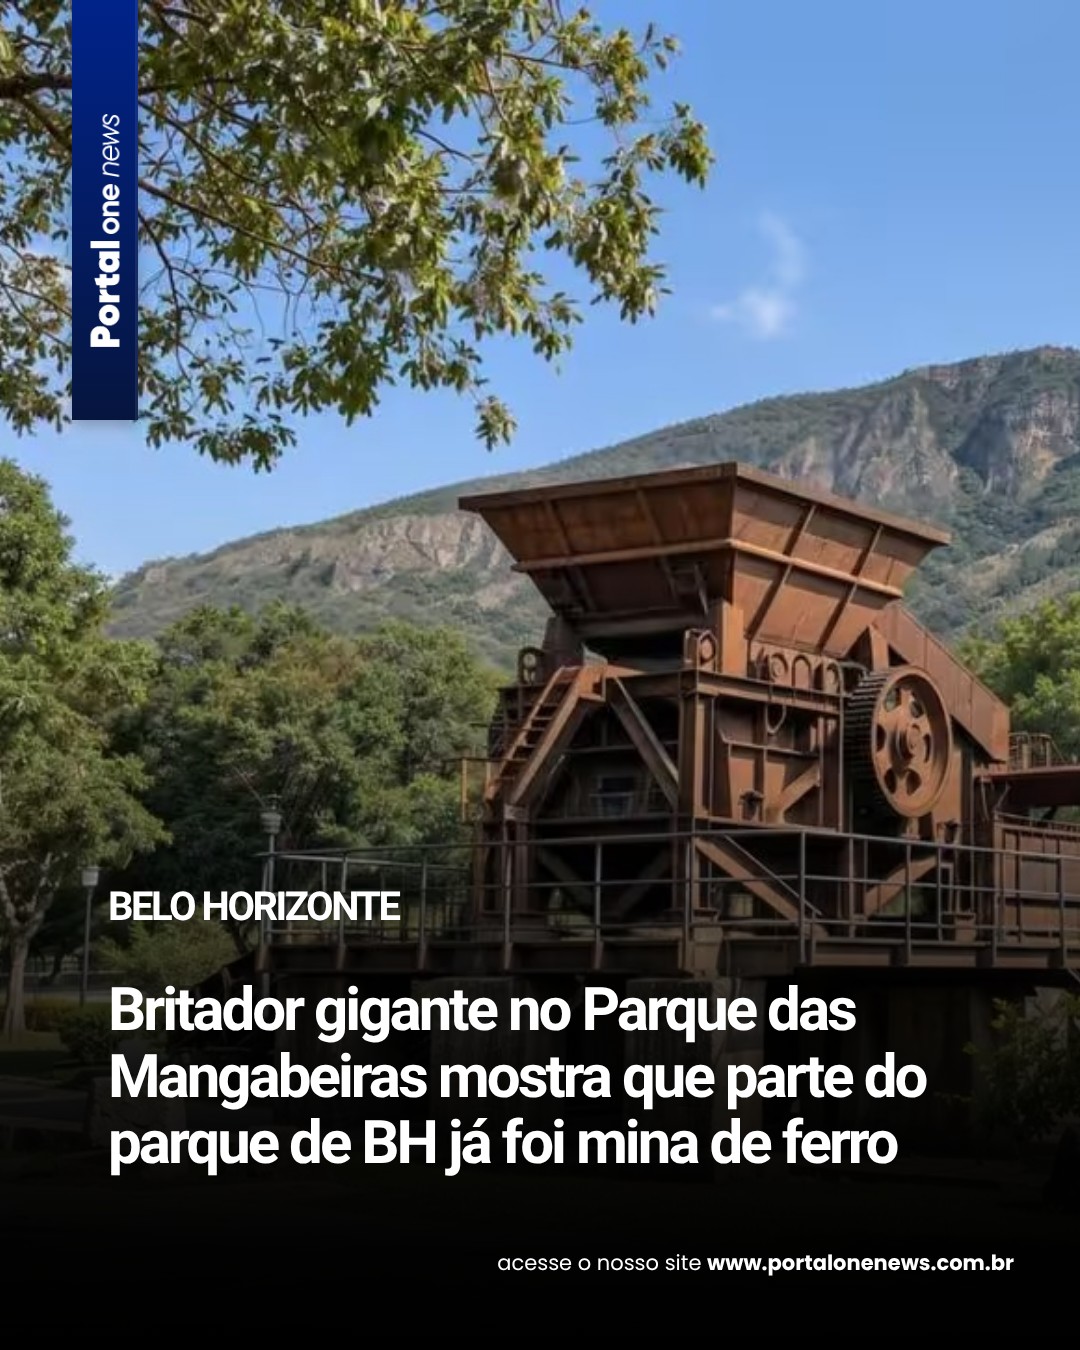 Portal one news
BELO HORIZONTE
Britador gigante no Parque das
Mangabeiras mostra que parte do
parque de BH já foi mina de ferro
acesse o nosso site www.portalonenews.com.br